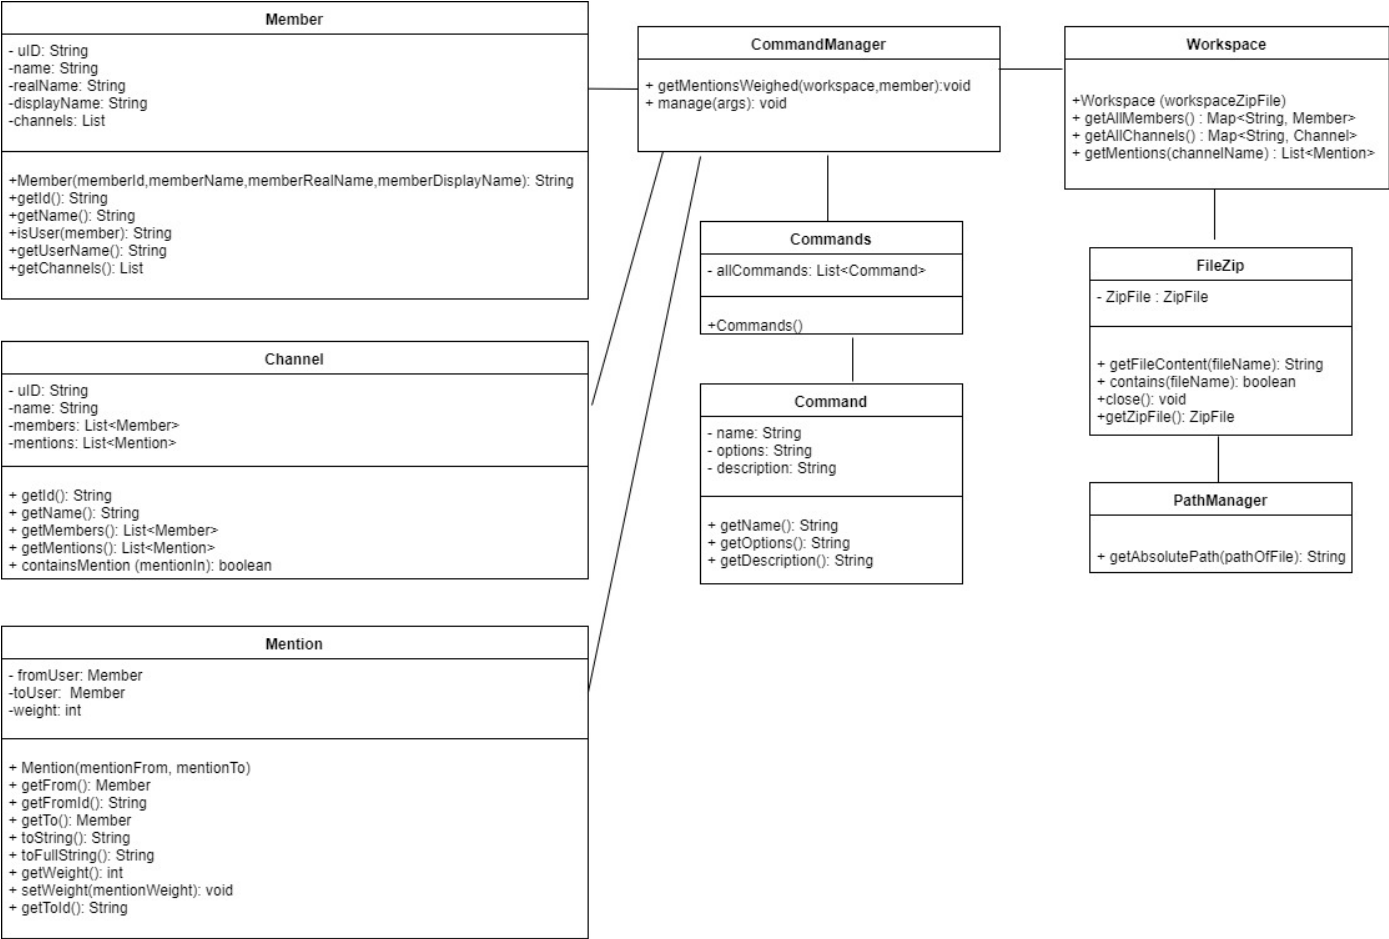 Member
- uID: String
-name: String
-realName: String
-displayName: String
-channels: List
+Member(memberId,memberName,memberRealName,memberDisplayName): String
+getId(): String
+getName(): String
+isUser(member): String
+getUserName(): String
+getChannels(): List
Channel
- uID: String
-name: String
-members: List<Member>
-mentions: List<Mention>
+ getId(): String
+ getName(): String
+ getMembers(): List<Member>
+ getMentions(): List<Mention>
+ containsMention (mentionIn): boolean
Mention
- fromUser: Member
-toUser:  Member
-weight: int
+ Mention(mentionFrom, mentionTo)
+ getFrom(): Member
+ getFromId(): String
+ getTo(): Member
+ toString(): String
+ toFullString(): String
+ getWeight(): int
+ setWeight(mentionWeight): void
+ getToId(): String
CommandManager
+ getMentionsWeighed(workspace,member):void
+ manage(args): void
Commands
- allCommands: List<Command>
+Commands()
Command
- name: String
- options: String
- description: String
+ getName(): String
+ getOptions(): String
+ getDescription(): String
Workspace
+Workspace (workspaceZipFile)
+ getAllMembers() : Map<String, Member>
+ getAllChannels() : Map<String, Channel>
+ getMentions(channelName) : List<Mention>
FileZip
- ZipFile : ZipFile
+ getFileContent(fileName): String
+ contains(fileName): boolean
+close(): void
+getZipFile(): ZipFile
PathManager
+ getAbsolutePath(pathOfFile): String